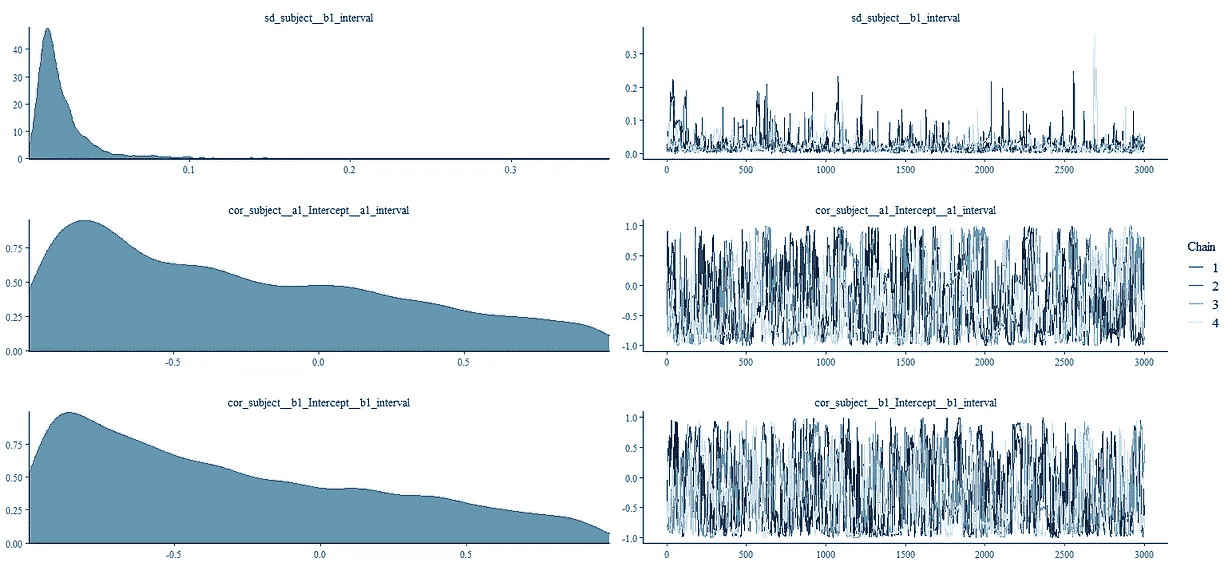 sd_subject__b1_interval
40
30
20
10
0
0.1 0.2 0.3
sd_subject__b1_interval
0.3
0.2
0.1
0.0
0 500 1000 1500 2000 2500 3000
cor_subject__a1_Intercept__a1_interval
0.75
0.50
0.25
0.00
-0.5 0.0 0.5
cor_subject__a1_Intercept__a1_interval
1.0
0.5
0.0
-0.5
-1.0
0 500 1000 1500 2000 2500 3000
cor_subject__b1_Intercept__b1_interval
0.75
0.50
0.25
0.00
-0.5 0.0 0.5
cor_subject__b1_Intercept__b1_interval
1.0
0.5
0.0
-0.5
-1.0
0 500 1000 1500 2000 2500 3000
Chain
1
2
3
4